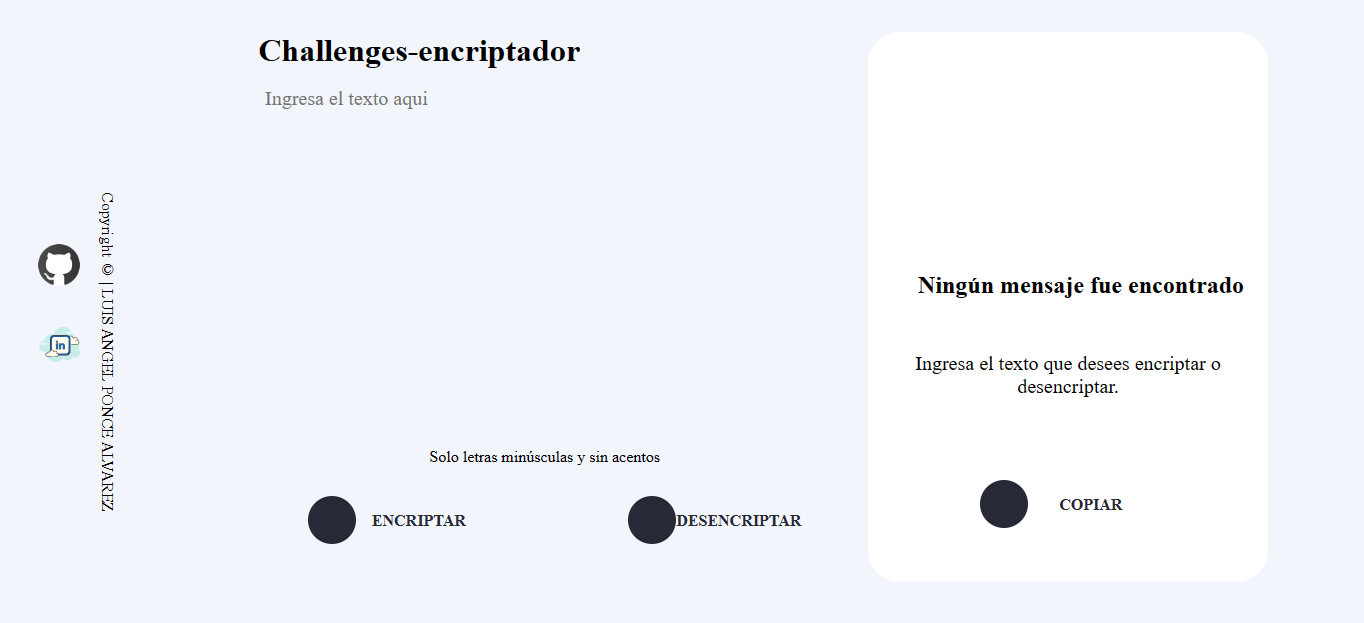 Challenges-encriptador
Ingresa el texto aqui
Copyright © | LUIS ANGEL PONCE ALVAREZ
in
Solo letras minúsculas y sin acentos
ENCRIPTAR
DESENCRIPTAR
Ningún mensaje fue encontrado
Ingresa el texto que desees encriptar o
desencriptar.
COPIAR